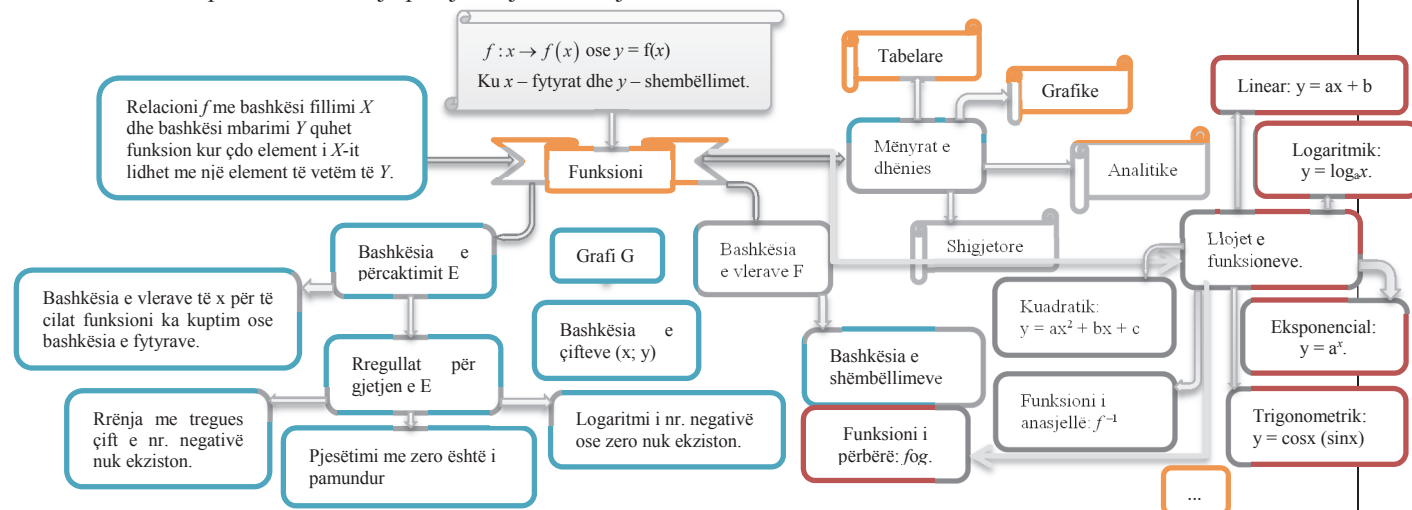 f : x → f(x) ose y = f(x)
Ku x – fytyrat dhe y – shembëllimet.
Tabelare
Grafike
Linear: y = ax + b
Relacioni f me bashkësi fillimi X
dhe bashkësi mbarimi Y quhet
funksion kur çdo element i X-it
lidhet me një element të vetëm të Y.
Funksioni
Mënyrat e
dhënies
Analitike
Logaritmik:
y = logₐx.
Shigjetore
Llojet e
funksioneve.
Bashkësia e
përcaktimit E
Grafi G
Bashkësia
e vlerave F
Bashkësia e vlerave të x për të
cilat funksioni ka kuptim ose
bashkësia e fytyrave.
Bashkësia e
çifteve (x; y)
Kuadratik:
y = ax² + bx + c
Eksponencial:
y = aˣ.
Rregullat për
gjetjen e E
Bashkësia e
shëmbëllimeve
Funksioni i
anasjellë: f⁻¹
Rrënja me tregues
çift e nr. negativë
nuk ekziston.
Pjesëtimi me zero është i
pamundur
Logaritmi i nr. negativë
ose zero nuk ekziston.
Funksioni i
përbërë: fog.
Trigonometrik:
y = cosx (sinx)
...